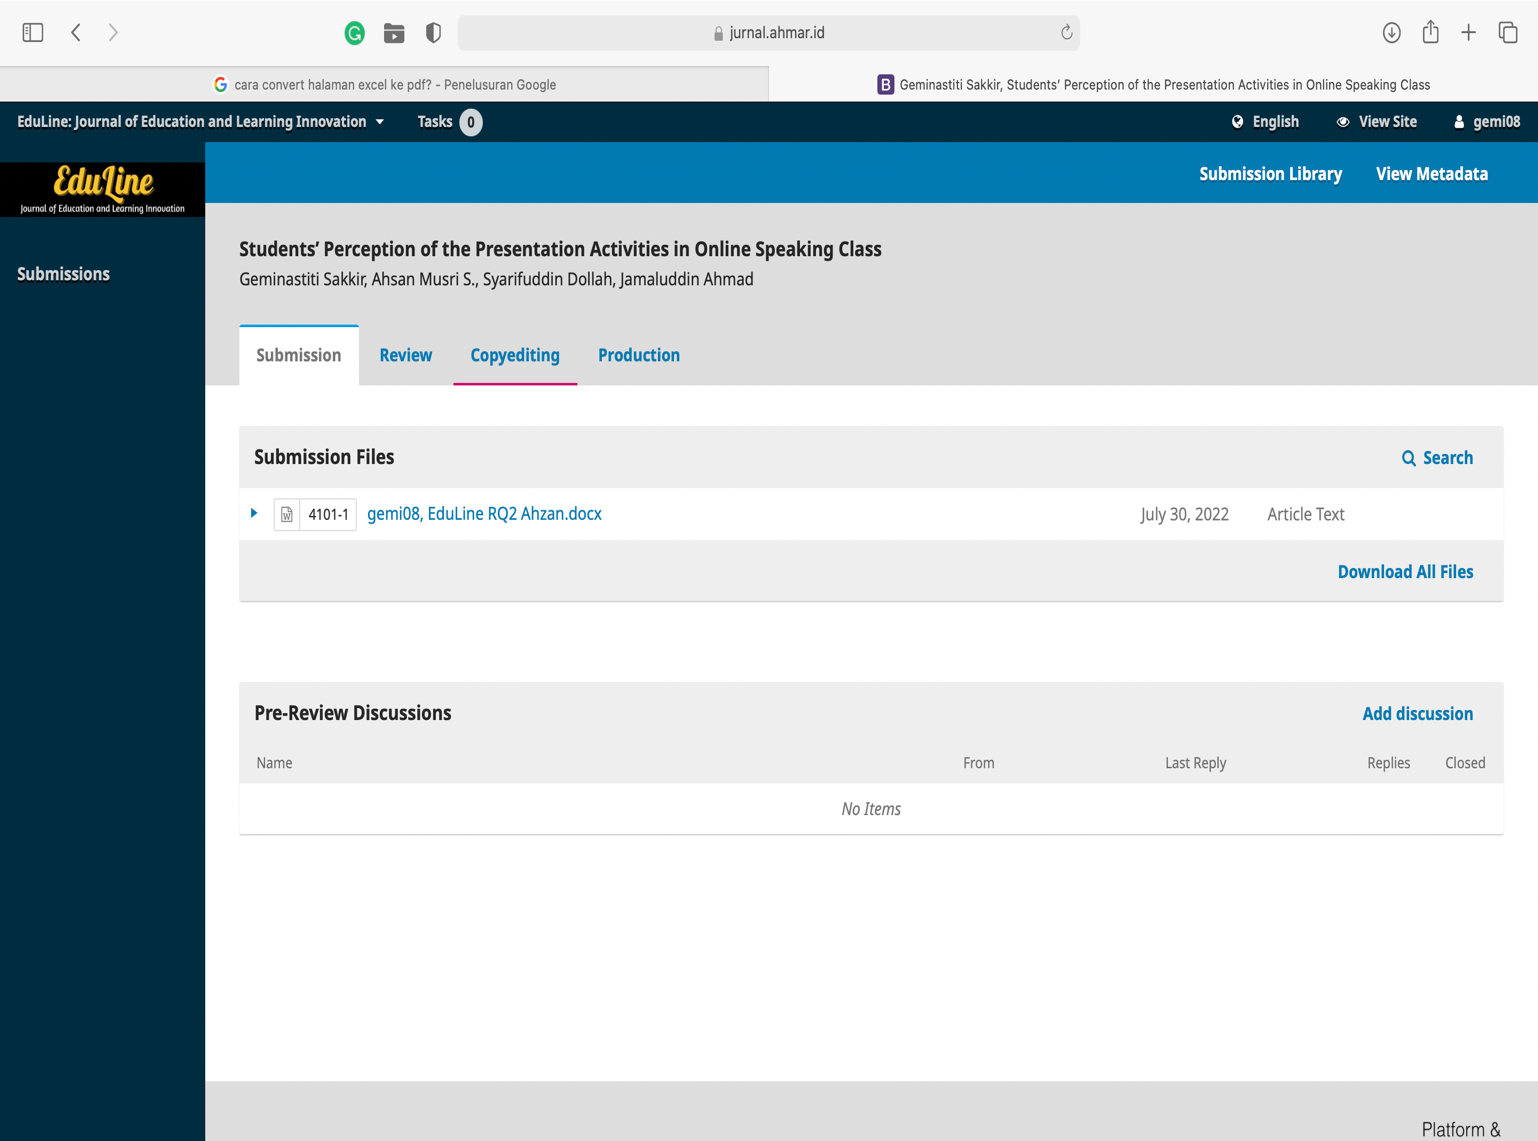 jurnal.ahmar.id
cara convert halaman excel ke pdf? - Penelusuran Google
Geminastiti Sakkir, Students' Perception of the Presentation Activities in Online Speaking Class
EduLine: Journal of Education and Learning Innovation Tasks 0 English View Site gemi08
EduLine
Journal of Education and Learning Innovation
Submission Library View Metadata
Submissions
Students' Perception of the Presentation Activities in Online Speaking Class
Geminastiti Sakkir, Ahsan Musri S., Syarifuddin Dollah, Jamaluddin Ahmad
Submission Review Copyediting Production
Submission Files Search
4101-1 gemi08, EduLine RQ2 Ahzan.docx July 30, 2022 Article Text
Download All Files
Pre-Review Discussions Add discussion
Name From Last Reply Replies Closed
No Items
Platform &